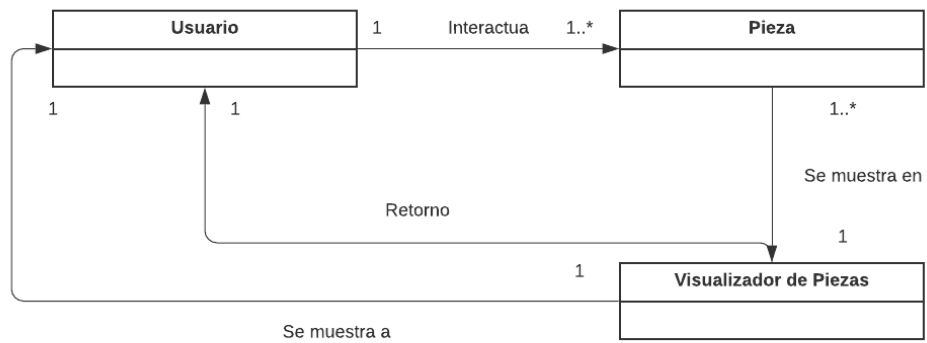 Usuario
1
Interactua
1..*
Pieza
1
1
1..*
Se muestra en
Retorno
1
1
Visualizador de Piezas
Se muestra a